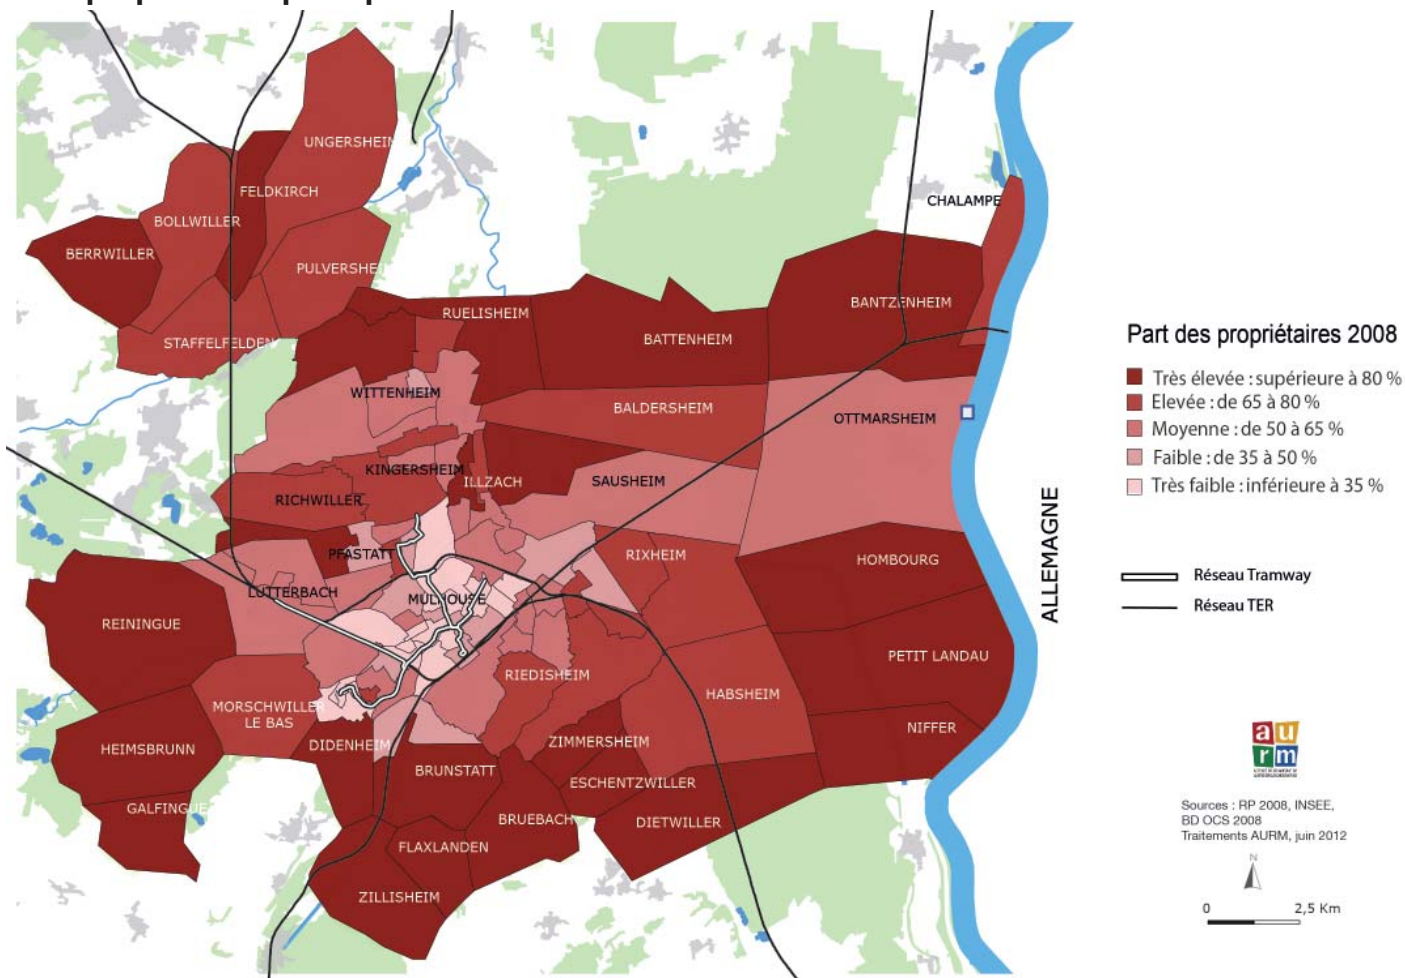 UNGERSHEIM
FELDKIRCH
BOLLWILLER
BERRWILLER
PULVERSHEI
STAFFELFELDEN
CHALAMPE
RUELISHEIM
BANTZENHEIM
BATTENHEIM
WITTENHEIM
BALDERSHEIM
OTTMARSHEIM
KINGERSHEIM
ILLZACH
SAUSHEIM
RICHWILLER
PFASTATT
RIXHEIM
HOMBOURG
LUTTERBACH
MULHOUSE
REININGUE
PETIT LANDAU
RIEDISHEIM
HABSHEIM
MORSCHWILLER
LE BAS
NIFFER
HEIMSBRUNN
DIDENHEIM
ZIMMERSHEIM
BRUNSTATT
ESCHENTZWILLER
GALFINGUE
BRUEBACH
DIETWILLER
FLAXLANDEN
ZILLISHEIM
ALLEMAGNE
Part des propriétaires 2008
Très élevée : supérieure à 80 %
Elevée : de 65 à 80 %
Moyenne : de 50 à 65 %
Faible : de 35 à 50 %
Très faible : inférieure à 35 %
Réseau Tramway
Réseau TER
au
rm
Sources : RP 2008, INSEE,
BD OCS 2008
Traitements AURM, juin 2012
N
0 2,5 Km